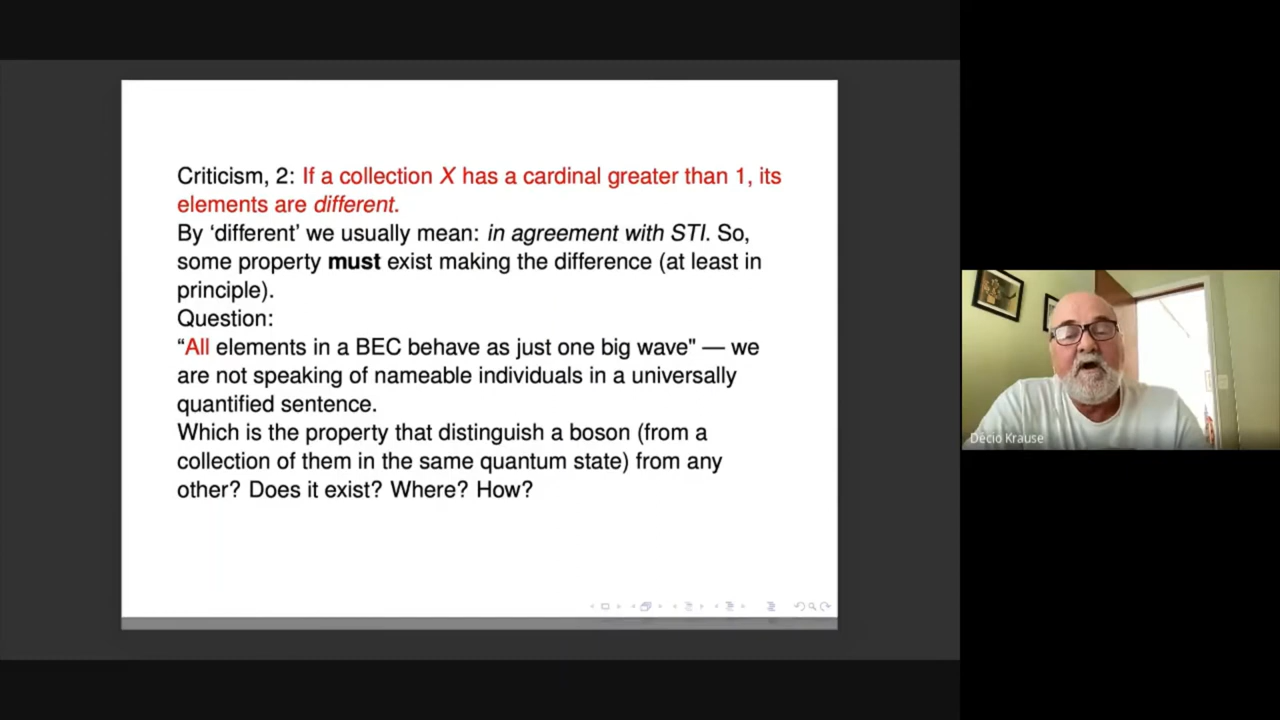 Criticism, 2: If a collection X has a cardinal greater than 1, its
elements are different.
By ‘different’ we usually mean: in agreement with STI. So,
some property must exist making the difference (at least in
principle).
Question:
“All elements in a BEC behave as just one big wave" — we
are not speaking of nameable individuals in a universally
quantified sentence.
Which is the property that distinguish a boson (from a
collection of them in the same quantum state) from any
other? Does it exist? Where? How?
Décio Krause